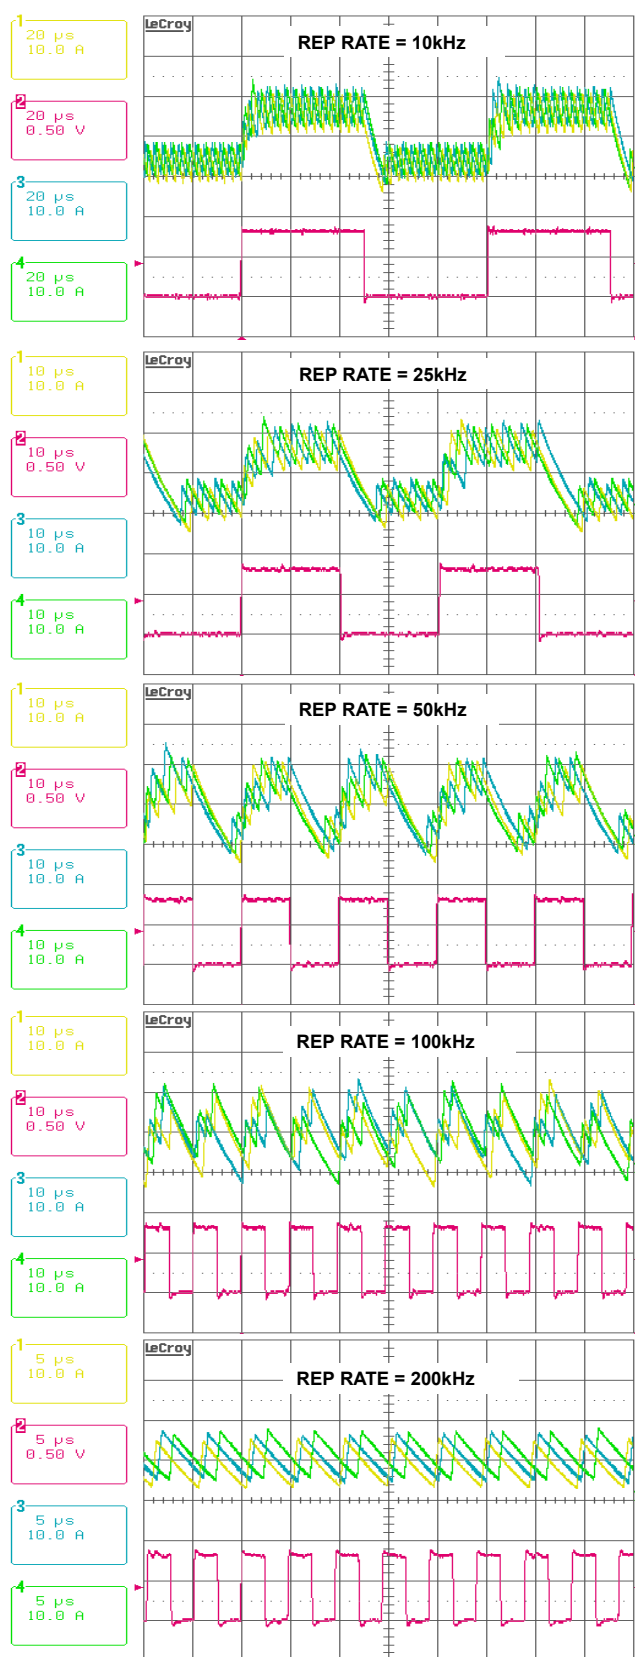 LeCroy
REP RATE = 10kHz
1
20 µs
10.0 A
2
20 µs
0.50 V
3
20 µs
10.0 A
4
20 µs
10.0 A
LeCroy
REP RATE = 25kHz
1
10 µs
10.0 A
2
10 µs
0.50 V
3
10 µs
10.0 A
4
10 µs
10.0 A
LeCroy
REP RATE = 50kHz
1
10 µs
10.0 A
2
10 µs
0.50 V
3
10 µs
10.0 A
4
10 µs
10.0 A
LeCroy
REP RATE = 100kHz
1
10 µs
10.0 A
2
10 µs
0.50 V
3
10 µs
10.0 A
4
10 µs
10.0 A
LeCroy
REP RATE = 200kHz
1
5 µs
10.0 A
2
5 µs
0.50 V
3
5 µs
10.0 A
4
5 µs
10.0 A